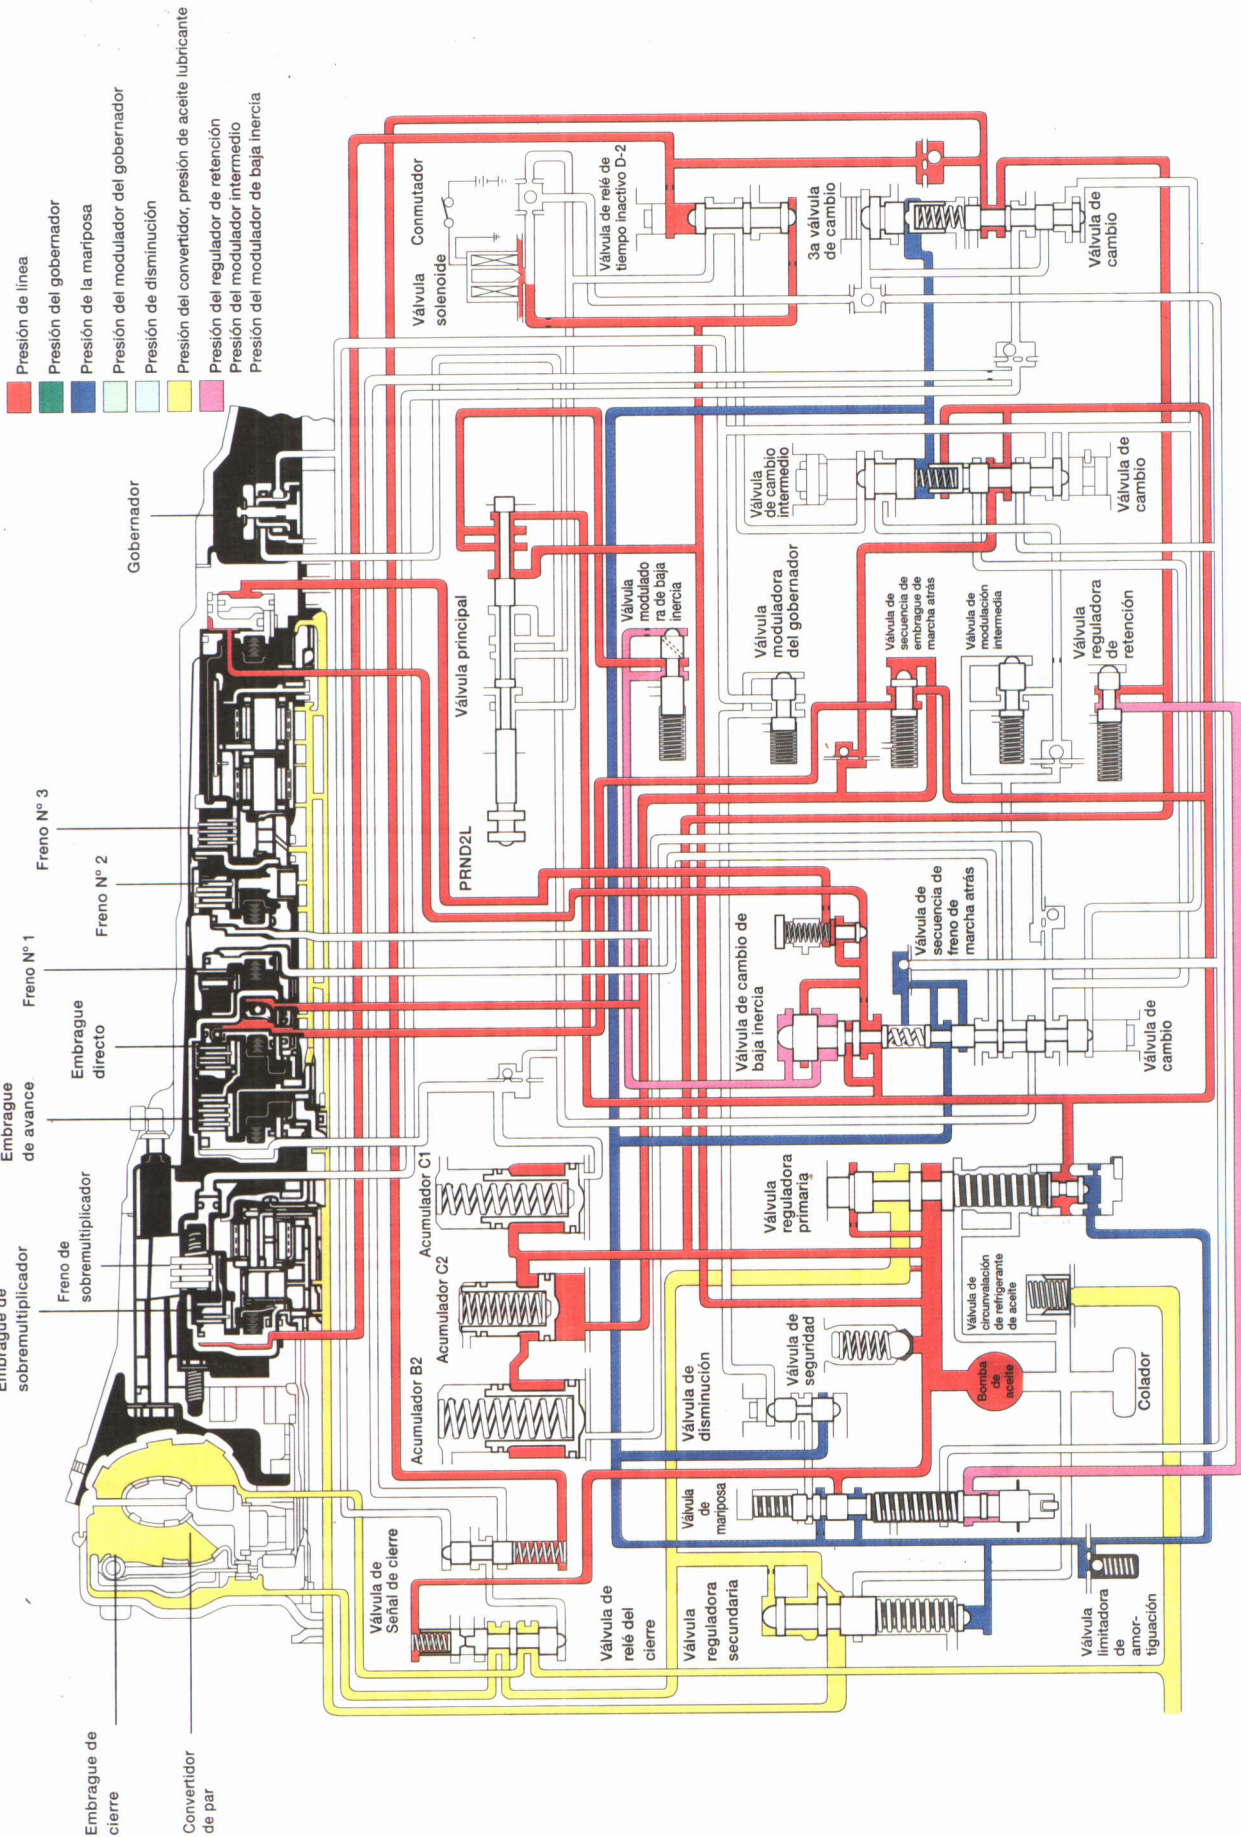 Presión de línea
Presión del gobernador
Presión de la mariposa
Presión del modulador del gobernador
Presión de disminución
Presión del convertidor, presión de aceite lubricante
Presión del regulador de retención
Presión del modulador intermedio
Presión del modulador de baja inercia
Embrague de
cierre
Convertidor
de par
Embrague de
sobremultiplicador
Freno de
sobremultiplicador
Embrague
de avance
Embrague
directo
Freno Nº 1
Freno Nº 2
Freno Nº 3
Gobernador
Válvula de
Señal de cierre
Válvula de
relé del
cierre
Válvula
reguladora
secundaria
Acumulador B2
Acumulador C2
Acumulador C1
Válvula
de
mariposa
Válvula de
disminución
Válvula de
seguridad
Válvula
reguladora
primaria
Válvula de
circunvalación
de refrigerante
de aceite
Bomba
de
aceite
Colador
Válvula
limitadora
de
amor-
tiguación
PRND2L
Válvula principal
Válvula de cambio de
baja inercia
Válvula de
secuencia de
freno de
marcha atrás
Válvula de
cambio
Válvula
modulado
ra de baja
inercia
Válvula
moduladora
del gobernador
Válvula de
secuencia de
embrague de
marcha atrás
Válvula de
modulación
intermedia
Válvula
reguladora
de
retención
Válvula
de cambio
intermedio
Válvula de
cambio
Válvula
solenoide
Conmutador
Válvula de relé de
tiempo inactivo D-2
3a válvula
de cambio
Válvula de
cambio